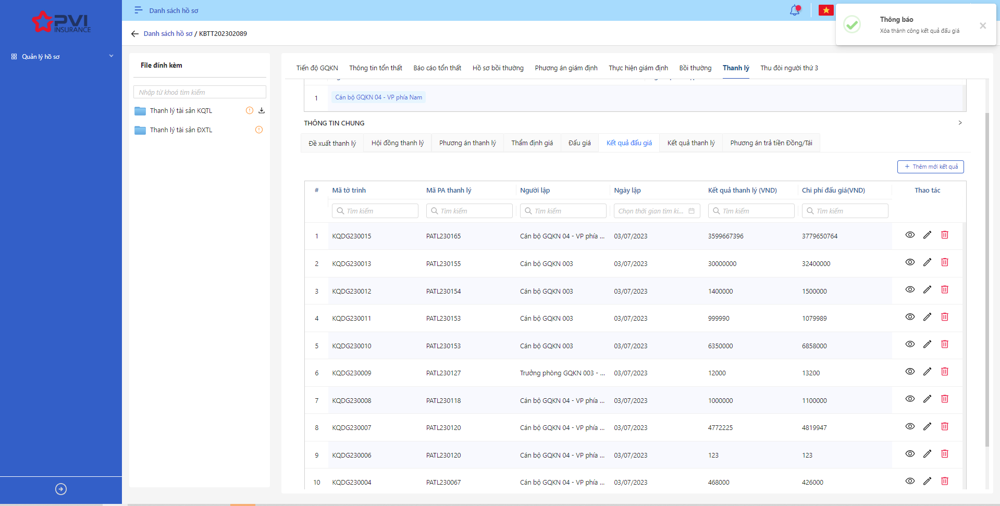 PVI
INSURANCE
Quản lý hồ sơ
Danh sách hồ sơ
Thông báo
Xóa thành công kết quả đấu giá
Danh sách hồ sơ / KBTT202302089
File đính kèm
Nhập từ khoá tìm kiếm
Thanh lý tài sản KQTL
Thanh lý tài sản ĐXTL
Tiến độ GQKN Thông tin tổn thất Báo cáo tổn thất Hồ sơ bồi thường Phương án giám định Thực hiện giám định Bồi thường Thanh lý Thu đòi người thứ 3
1 Cán bộ GQKN 04 - VP phía Nam
THÔNG TIN CHUNG
Đề xuất thanh lý Hội đồng thanh lý Phương án thanh lý Thẩm định giá Đấu giá Kết quả đấu giá Kết quả thanh lý Phương án trả tiền Đồng/Tái
+ Thêm mới kết quả
# Mã tờ trình Mã PA thanh lý Người lập Ngày lập Kết quả thanh lý (VND) Chi phí đấu giá(VND) Thao tác
Tìm kiếm Tìm kiếm Tìm kiếm Chọn thời gian tìm ki... Tìm kiếm Tìm kiếm
1 KQDG230015 PATL230165 Cán bộ GQKN 04 - VP phía ... 03/07/2023 3599667396 3779650764
2 KQDG230013 PATL230155 Cán bộ GQKN 003 03/07/2023 30000000 32400000
3 KQDG230012 PATL230154 Cán bộ GQKN 003 03/07/2023 1400000 1500000
4 KQDG230011 PATL230153 Cán bộ GQKN 003 03/07/2023 999990 1079989
5 KQDG230010 PATL230153 Cán bộ GQKN 003 03/07/2023 6350000 6858000
6 KQDG230009 PATL230127 Trưởng phòng GQKN 003 - ... 03/07/2023 12000 13200
7 KQDG230008 PATL230118 Cán bộ GQKN 04 - VP phía ... 03/07/2023 1000000 1100000
8 KQDG230007 PATL230120 Cán bộ GQKN 04 - VP phía ... 03/07/2023 4772225 4819947
9 KQDG230006 PATL230120 Cán bộ GQKN 04 - VP phía ... 03/07/2023 123 123
10 KQDG230004 PATL230067 Cán bộ GQKN 04 - VP phía ... 03/07/2023 468000 426000